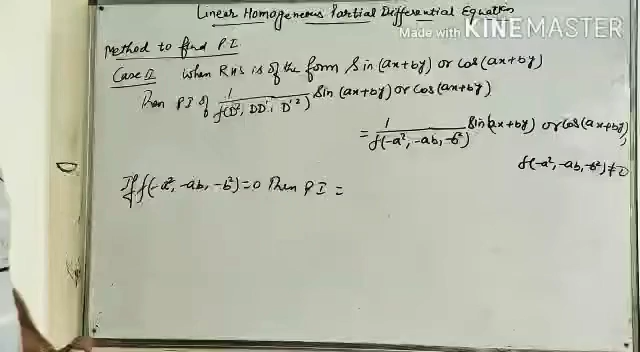 Linear Homogeneous Partial Differential Equation
Made with KINEMASTER
Method to find P.I.
Case II when RHS is of the form Sin (ax+by) or Cos (ax+by)
Then PI of 1/f(D², DD', D'²) Sin (ax+by) or Cos (ax+by)
= 1/f(-a², -ab, -b²) Sin (ax+by) or Cos (ax+by),
f(-a², -ab, -b²) ≠ 0
If f(-a², -ab, -b²) = 0 Then P I =